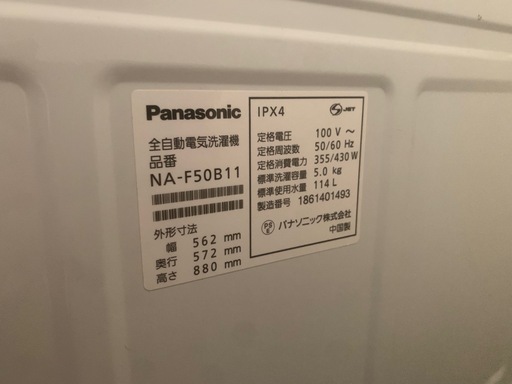 Panasonic
全自動電気洗濯機
品番
NA-F50B11
外形寸法
幅 562 mm
奥行 572 mm
高さ 880 mm
IPX4
JET
定格電圧 100 V ～
定格周波数 50/60 Hz
定格消費電力 355/430 W
標準洗濯容量 5.0 kg
標準使用水量 114 L
製造番号 1861401493
PS
E
パナソニック株式会社
中国製